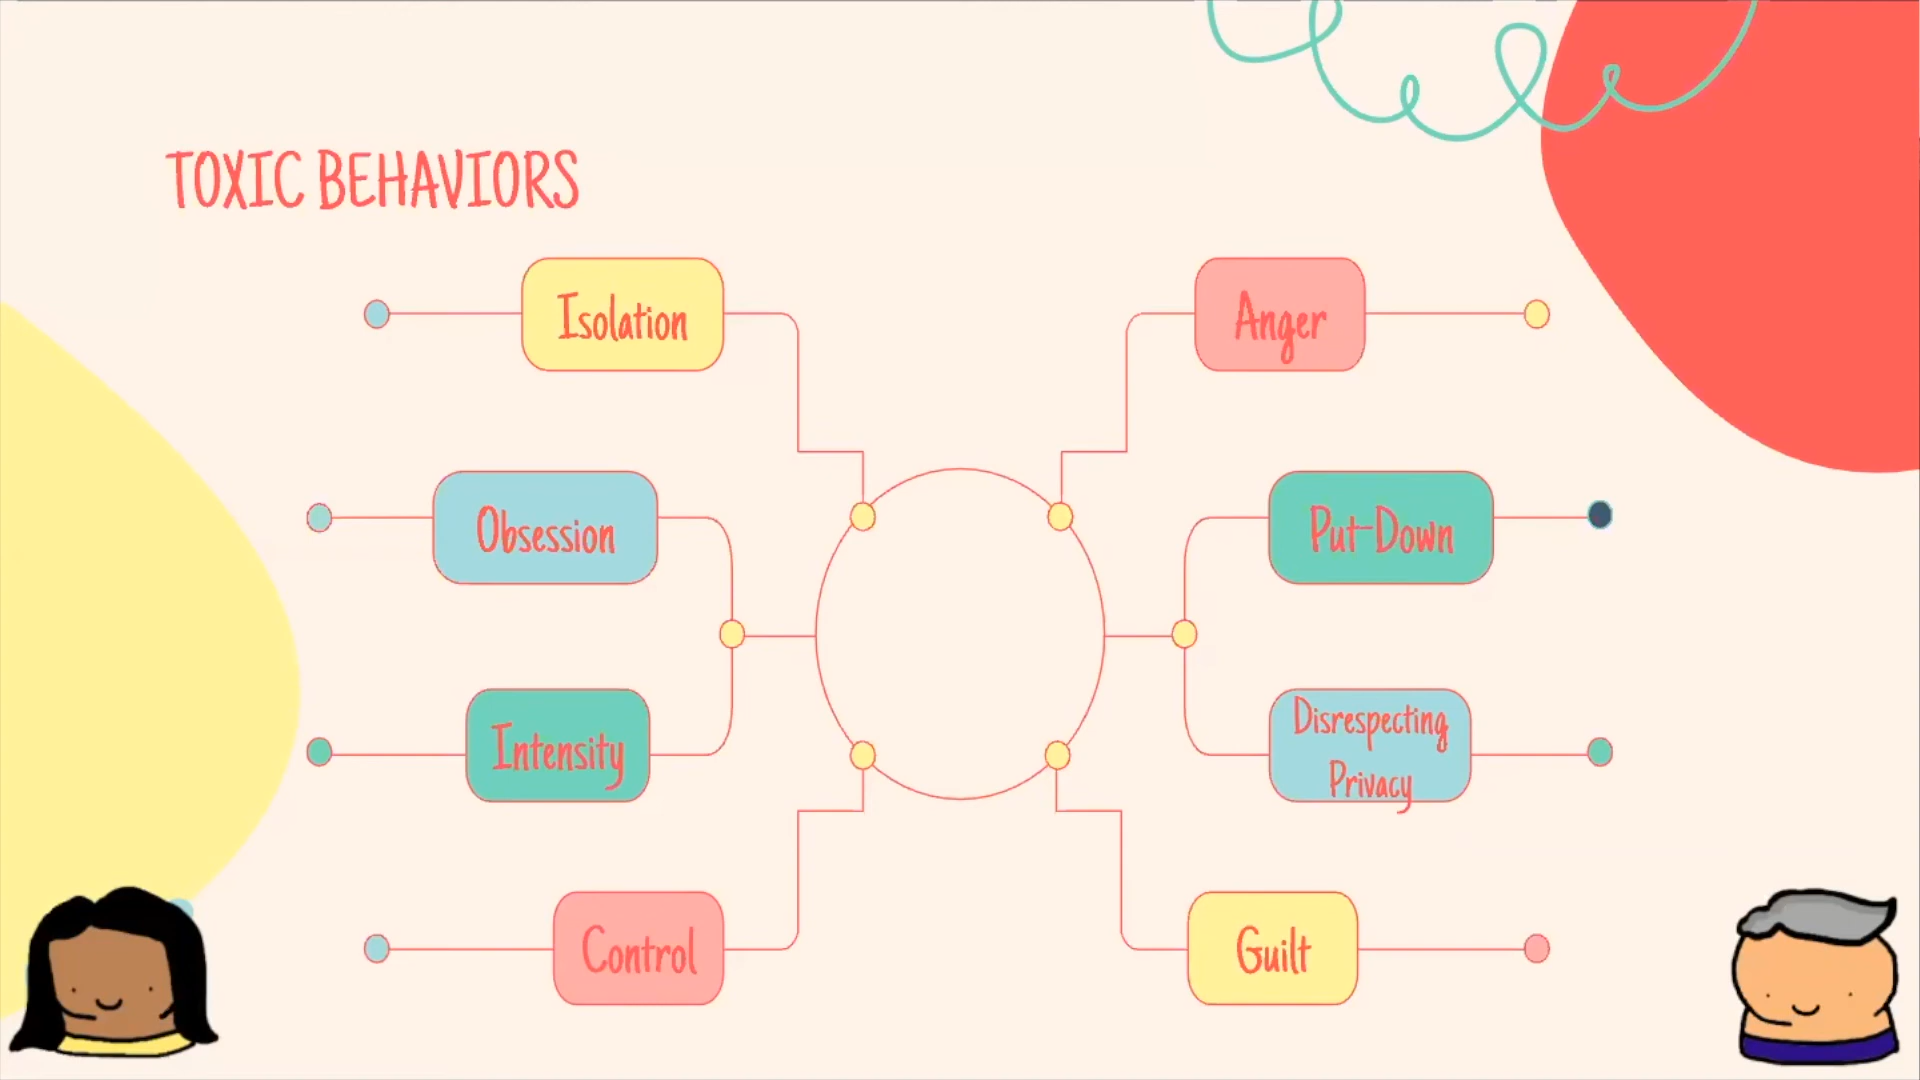 TOXIC BEHAVIORS
Isolation
Anger
Obsession
Put-Down
Intensity
Disrespecting
Privacy
Control
Guilt